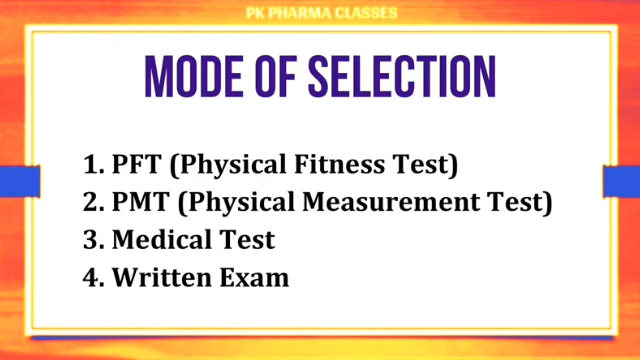 PK PHARMA CLASSES
MODE OF SELECTION
1. PFT (Physical Fitness Test)
2. PMT (Physical Measurement Test)
3. Medical Test
4. Written Exam